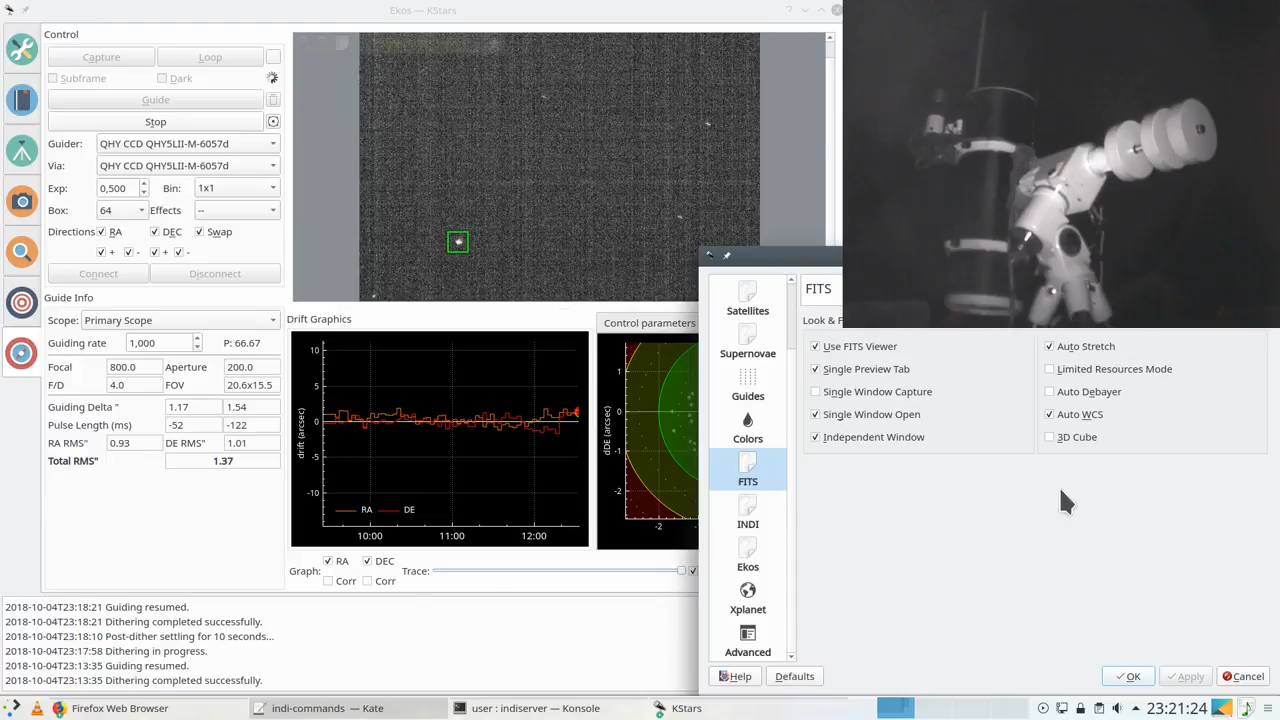 Ekos — KStars
Control
Capture
Loop
Subframe
Dark
Guide
Stop
Guider: QHY CCD QHY5LII-M-6057d
Via: QHY CCD QHY5LII-M-6057d
Exp: 0,500 Bin: 1x1
Box: 64 Effects --
Directions RA DEC Swap
+ - + -
Connect Disconnect
Guide Info
Scope: Primary Scope
Guiding rate 1,000 P: 66.67
Focal 800.0 Aperture 200.0
F/D 4.0 FOV 20.6x15.5
Guiding Delta " 1.17 1.54
Pulse Length (ms) -52 -122
RA RMS" 0.93 DE RMS" 1.01
Total RMS" 1.37
Drift Graphics
drift (arcsec)
10
5
0
-5
-10
RA DE
10:00 11:00 12:00
Graph: RA DEC Trace:
Corr Corr
Control parameters
dDE (arcsec)
1
0
-1
-2
-2
2018-10-04T23:18:21 Guiding resumed.
2018-10-04T23:18:21 Dithering completed successfully.
2018-10-04T23:18:10 Post-dither settling for 10 seconds...
2018-10-04T23:17:58 Dithering in progress.
2018-10-04T23:13:35 Guiding resumed.
2018-10-04T23:13:35 Dithering completed successfully.
Satellites
Supernovae
Guides
Colors
FITS
INDI
Ekos
Xplanet
Advanced
FITS
Look & F
Use FITS Viewer
Auto Stretch
Single Preview Tab
Limited Resources Mode
Single Window Capture
Auto Debayer
Single Window Open
Auto WCS
Independent Window
3D Cube
Help
Defaults
OK
Apply
Cancel
Firefox Web Browser
indi-commands — Kate
user : indiserver — Konsole
KStars
23:21:24